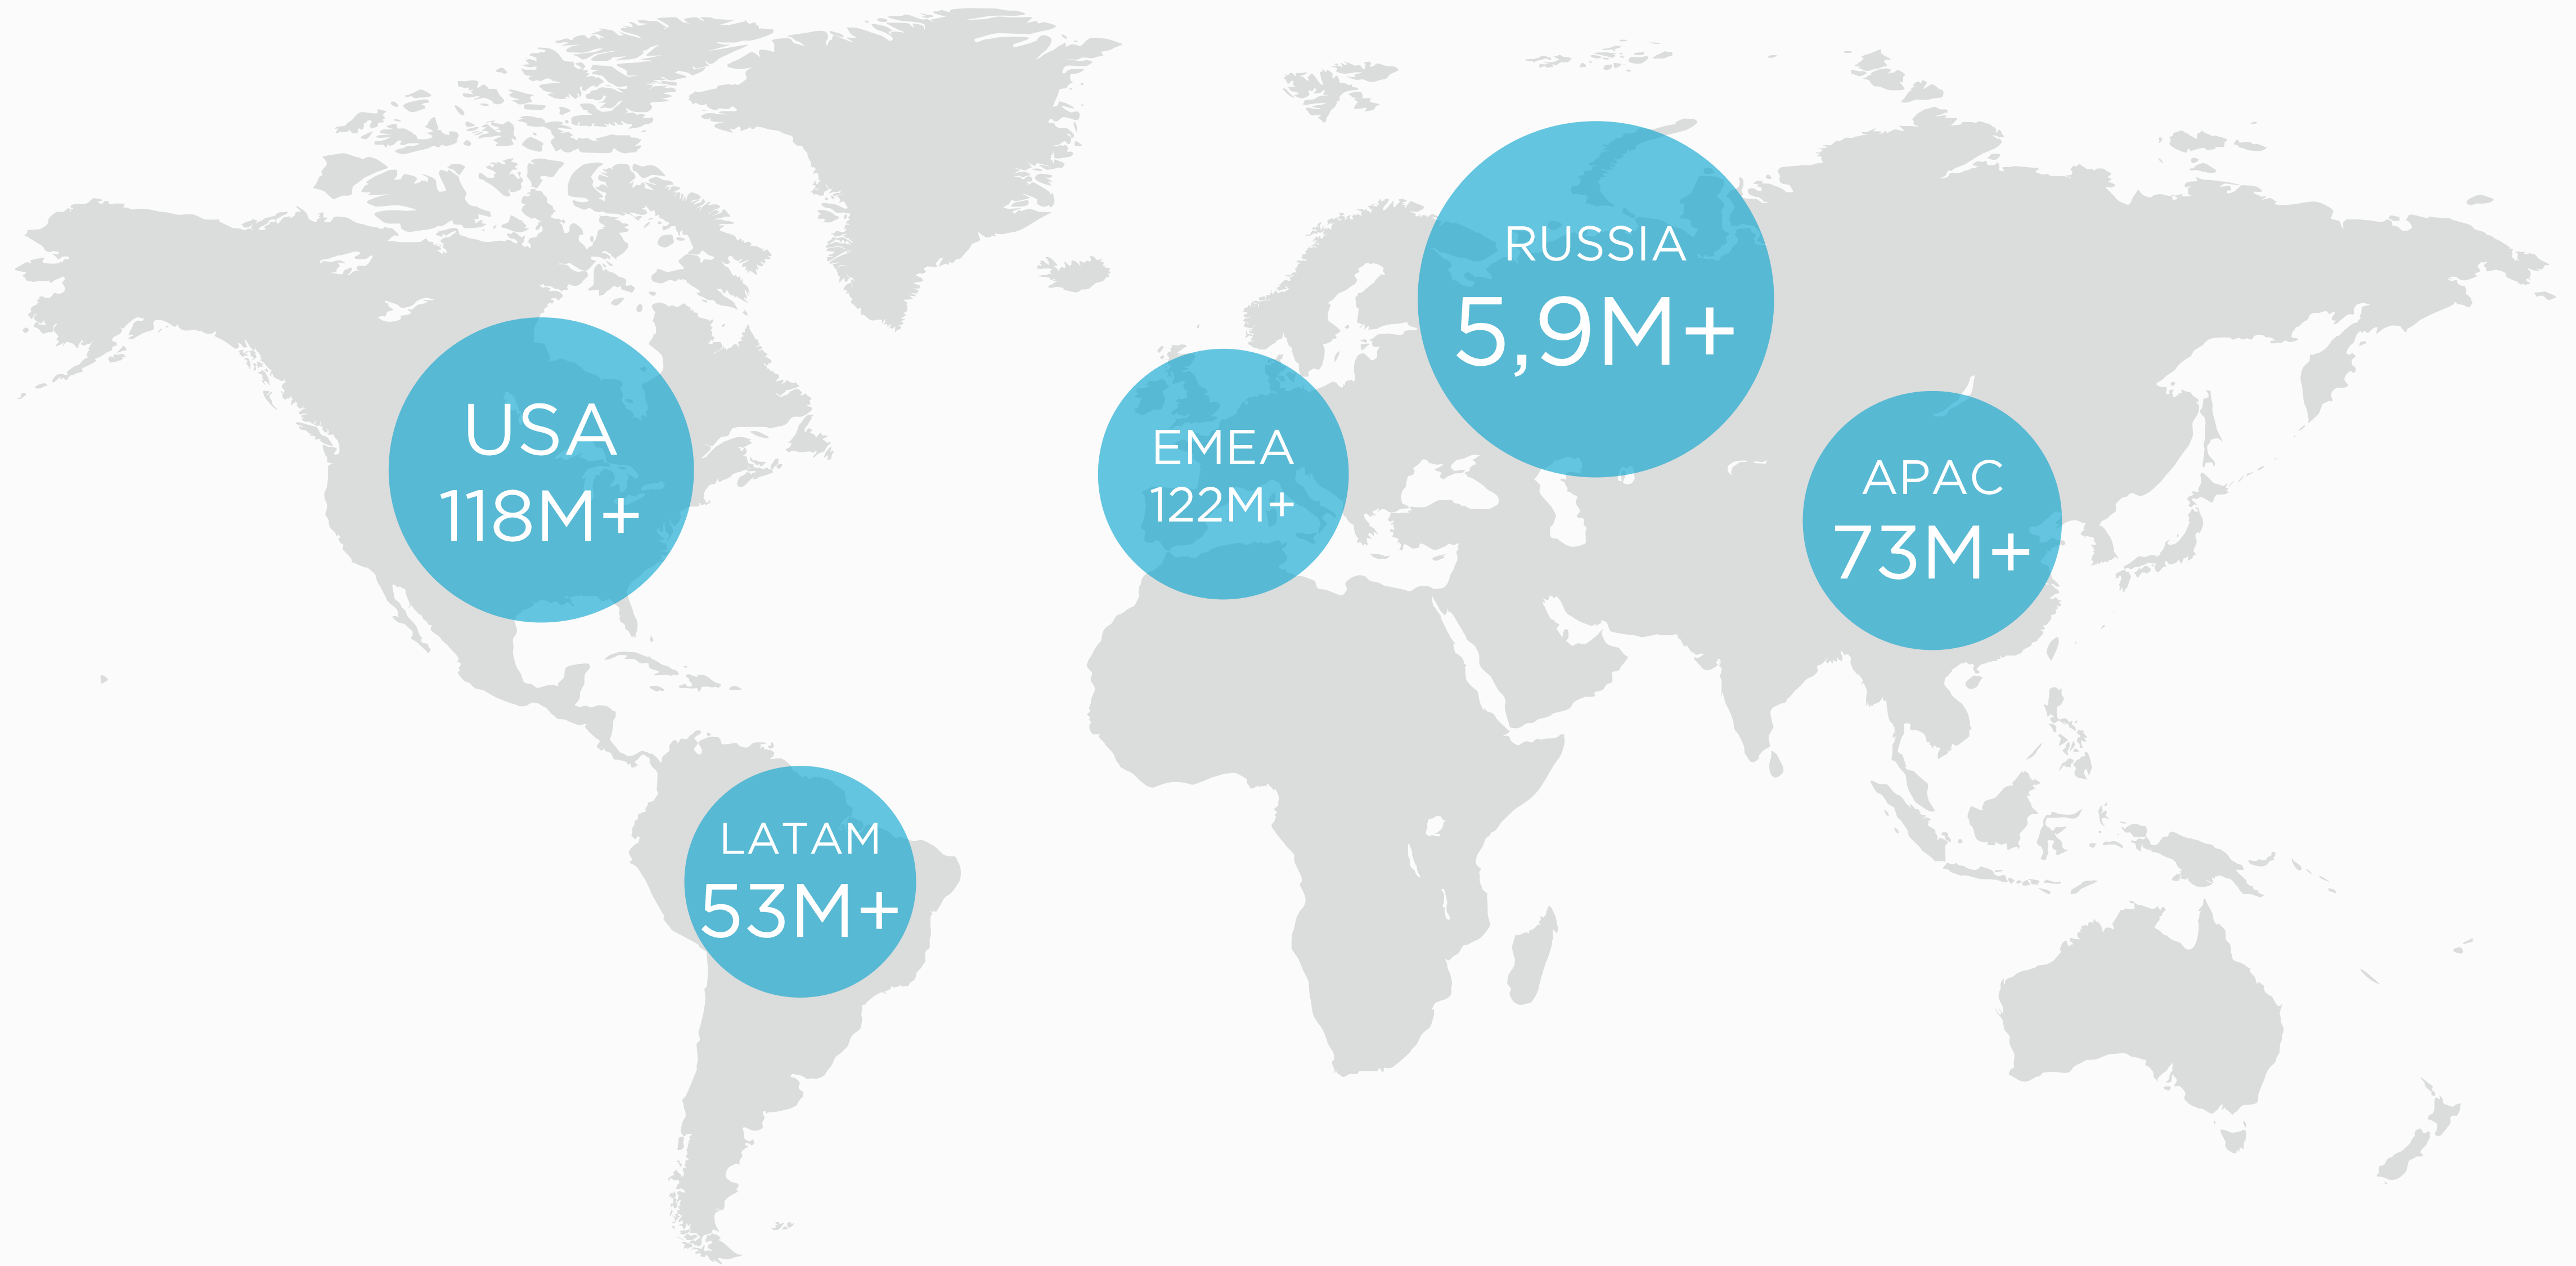 USA
118M+
EMEA
122M+
RUSSIA
5,9M+
APAC
73M+
LATAM
53M+